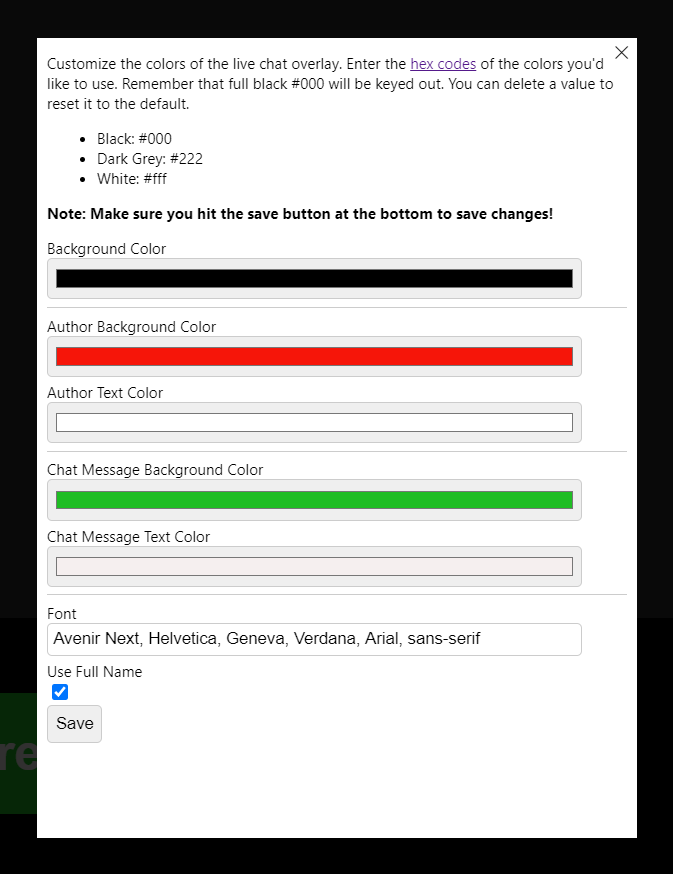 Customize the colors of the live chat overlay. Enter the hex codes of the colors you'd
like to use. Remember that full black #000 will be keyed out. You can delete a value to
reset it to the default.
Black: #000
Dark Grey: #222
White: #fff
Note: Make sure you hit the save button at the bottom to save changes!
Background Color
Author Background Color
Author Text Color
Chat Message Background Color
Chat Message Text Color
Font
Avenir Next, Helvetica, Geneva, Verdana, Arial, sans-serif
Use Full Name
Save
re